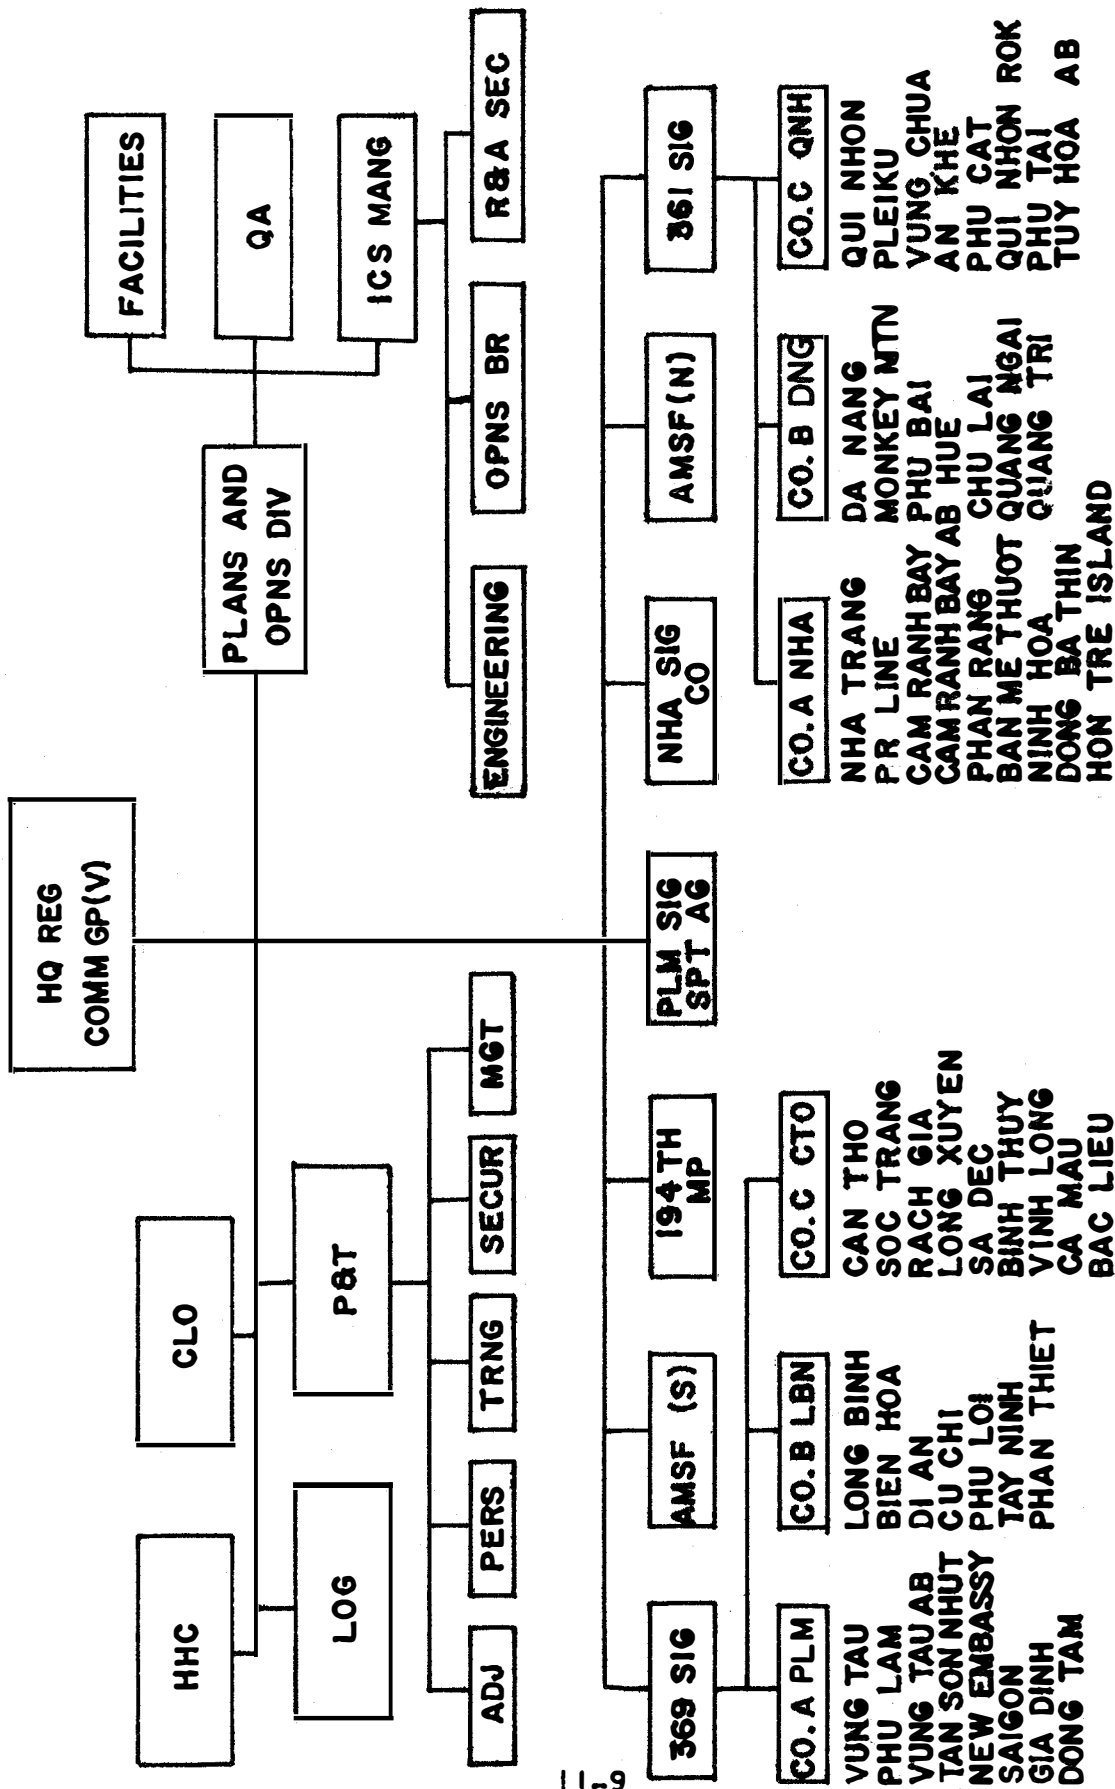 HQ REG
COMM GP(V)
HHC
CLO
LOG
P&T
PLANS AND
OPNS DIV
FACILITIES
QA
ICS MANG
ADJ
PERS
TRNG
SECUR
MGT
ENGINEERING
OPNS BR
R&A SEC
369 SIG
AMSF (S)
194 TH
MP
PLM SIG
SPT AG
NHA SIG
CO
AMSF(N)
361 SIG
CO. A PLM
VUNG TAU
PHU LAM
VUNG TAU AB
TAN SON NHUT
NEW EMBASSY
SAIGON
GIA DINH
DONG TAM
CO. B LBN
LONG BINH
BIEN HOA
DI AN
CU CHI
PHU LOI
TAY NINH
PHAN THIET
CO. C CTO
CAN THO
SOC TRANG
RACH GIA
LONG XUYEN
SA DEC
BINH THUY
VINH LONG
CA MAU
BAC LIEU
CO. A NHA
NHA TRANG
PR LINE
CAM RANH BAY
CAM RANH BAY AB
PHAN RANG
BAN ME THUOT
NINH HOA
DONG BA THIN
HON TRE ISLAND
CO. B DNG
DA NANG
MONKEY MTN
PHU BAI
HUE
CHU LAI
QUANG NGAI
QUANG TRI
CO. C QNH
QUI NHON
PLEIKU
VUNG CHUA
AN KHE
PHU CAT
QUI NHON ROK
PHU TAI
TUY HOA AB